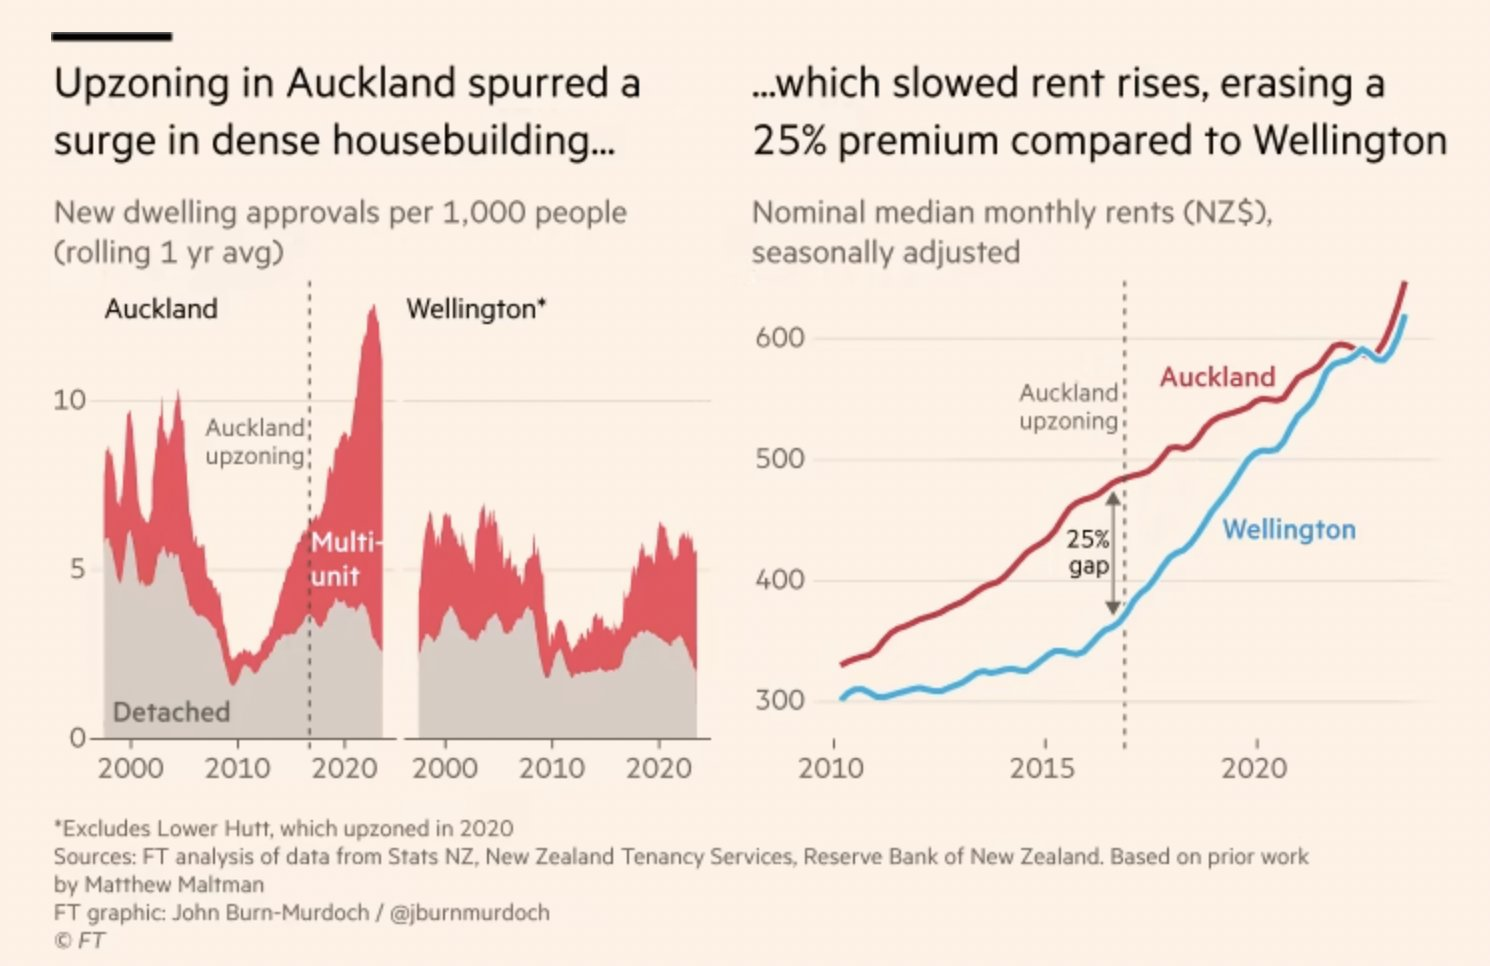 Upzoning in Auckland spurred a
surge in dense housebuilding...
New dwelling approvals per 1,000 people
(rolling 1 yr avg)
Auckland
Wellington*
10
Auckland
upzoning
Multi-
unit
5
Detached
0
2000 2010 2020 2000 2010 2020
...which slowed rent rises, erasing a
25% premium compared to Wellington
Nominal median monthly rents (NZ$),
seasonally adjusted
600
Auckland
Auckland
upzoning
500
25%
gap
Wellington
400
300
2010 2015 2020
*Excludes Lower Hutt, which upzoned in 2020
Sources: FT analysis of data from Stats NZ, New Zealand Tenancy Services, Reserve Bank of New Zealand. Based on prior work
by Matthew Maltman
FT graphic: John Burn-Murdoch / @jburnmurdoch
© FT